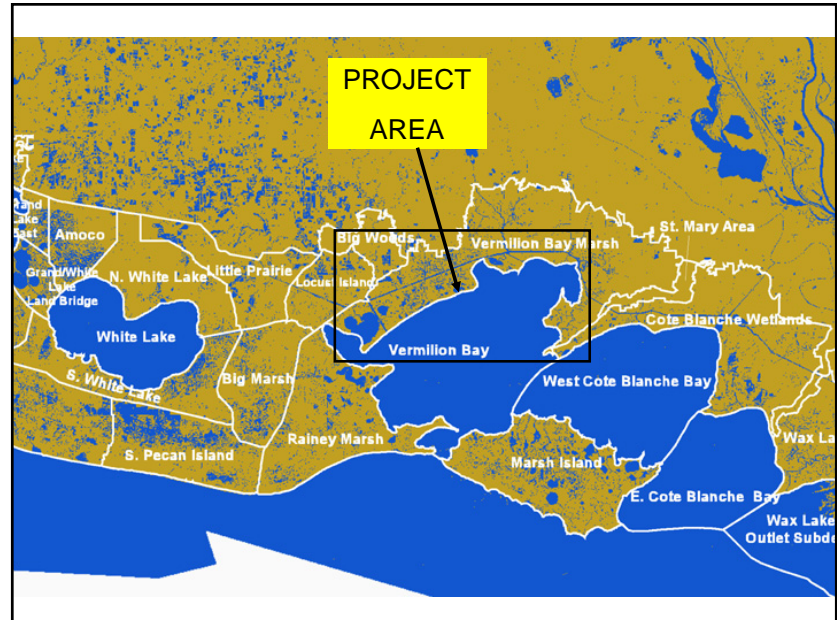 PROJECT
AREA
St. Mary Area
Big Woods
Vermilion Bay Marsh
Lake
East
Amoco
Grand/White
Lake
Land Bridge
N. White Lake
Little Prairie
Locust Island
White Lake
Vermilion Bay
Cote Blanche Wetlands
S. White Lake
Big Marsh
West Cote Blanche Bay
Rainey Marsh
S. Pecan Island
Marsh Island
Wax La
E. Cote Blanche Bay
Wax Lake
Outlet Subde